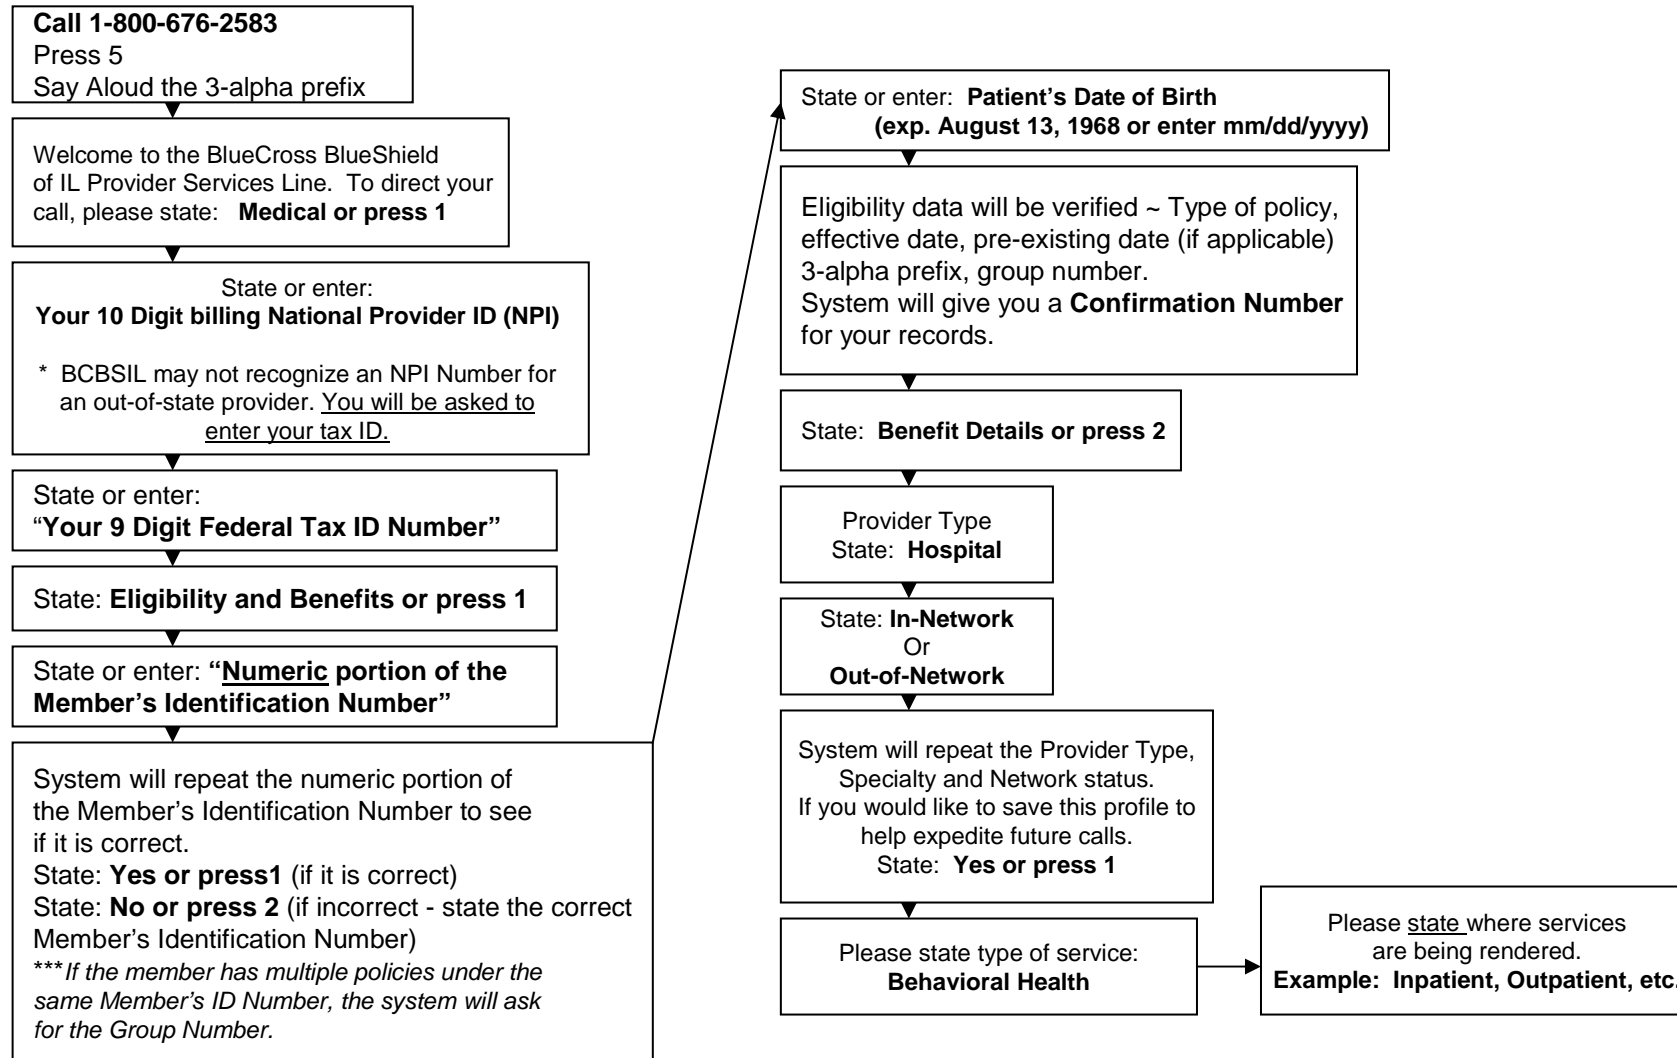 Call 1-800-676-2583
Press 5
Say Aloud the 3-alpha prefix
Welcome to the BlueCross BlueShield
of IL Provider Services Line.  To direct your
call, please state:   Medical or press 1
State or enter:
Your 10 Digit billing National Provider ID (NPI)
*  BCBSIL may not recognize an NPI Number for
an out-of-state provider. You will be asked to
enter your tax ID.
State or enter:
“Your 9 Digit Federal Tax ID Number”
State: Eligibility and Benefits or press 1
State or enter: “Numeric portion of the
Member’s Identification Number”
System will repeat the numeric portion of
the Member’s Identification Number to see
if it is correct.
State: Yes or press1 (if it is correct)
State: No or press 2 (if incorrect - state the correct
Member’s Identification Number)
***If the member has multiple policies under the
same Member’s ID Number, the system will ask
for the Group Number.
State or enter:  Patient’s Date of Birth
(exp. August 13, 1968 or enter mm/dd/yyyy)
Eligibility data will be verified ~ Type of policy,
effective date, pre-existing date (if applicable)
3-alpha prefix, group number.
System will give you a Confirmation Number
for your records.
State:  Benefit Details or press 2
Provider Type
State:  Hospital
State: In-Network
Or
Out-of-Network
System will repeat the Provider Type,
Specialty and Network status.
If you would like to save this profile to
help expedite future calls.
State:  Yes or press 1
Please state type of service:
Behavioral Health
Please state where services
are being rendered.
Example:  Inpatient, Outpatient, etc.